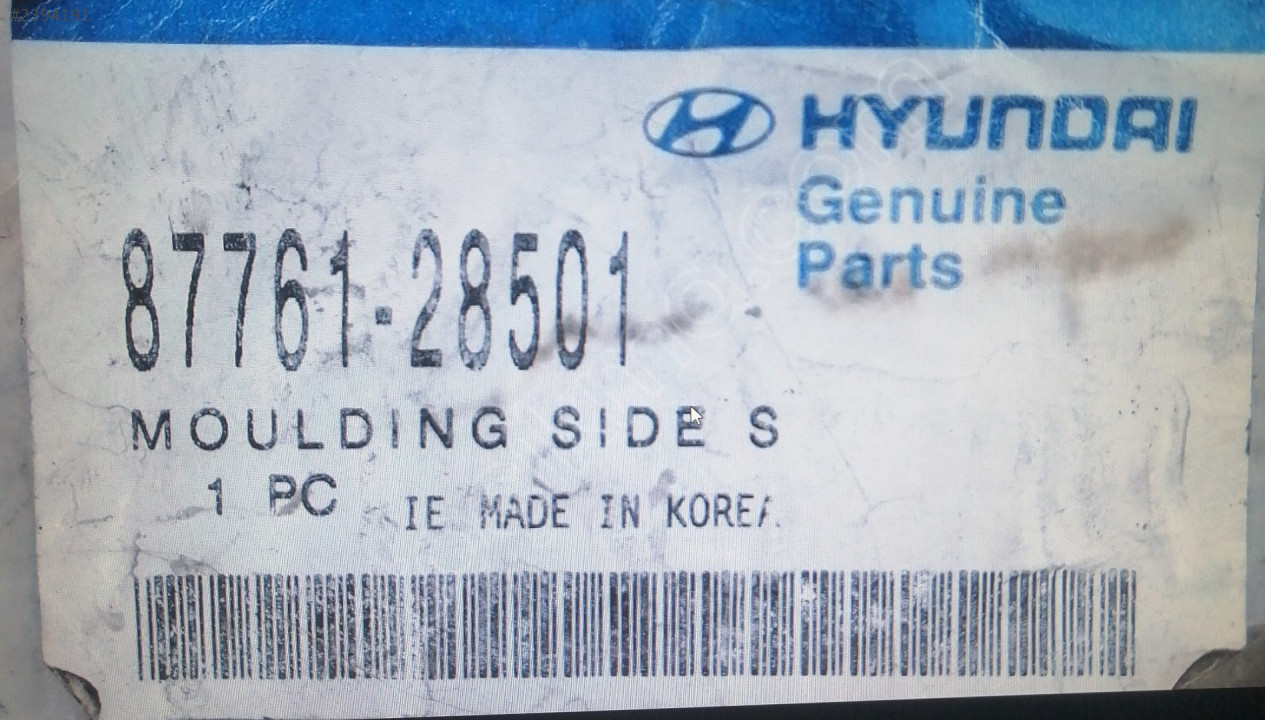 HYUNDAI
Genuine
Parts
87761-28501
MOULDING SIDE S
1 PC IE MADE IN KOREA